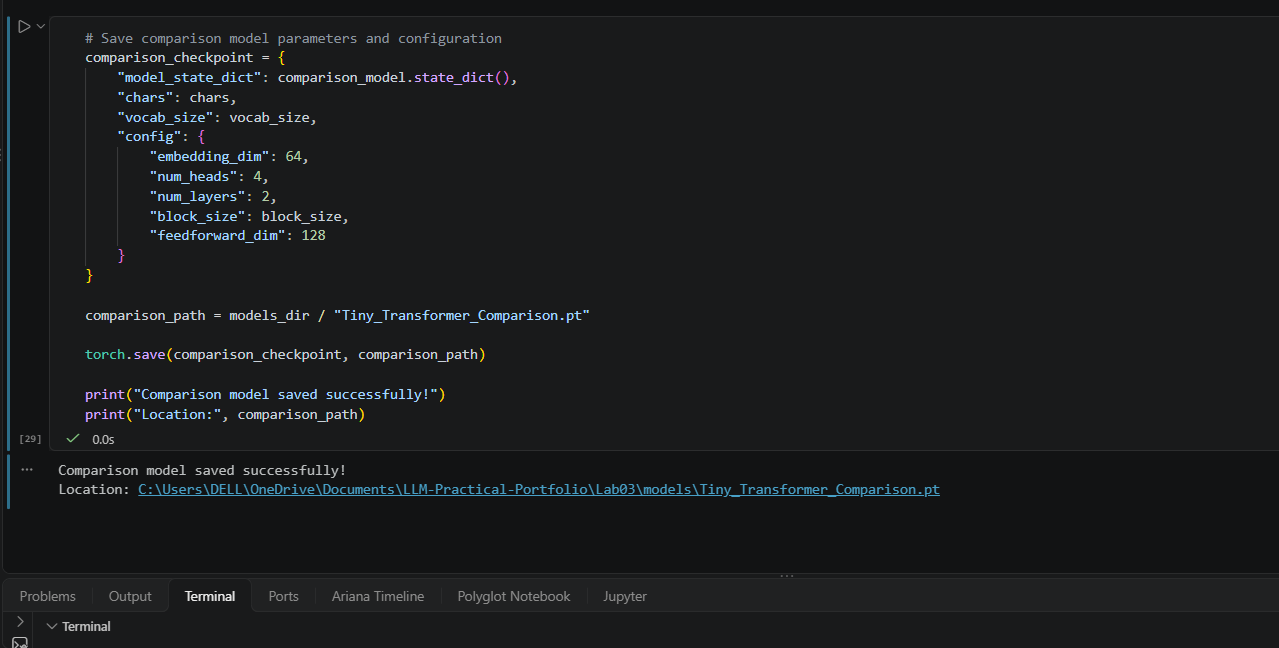 # Save comparison model parameters and configuration
comparison_checkpoint = {
    "model_state_dict": comparison_model.state_dict(),
    "chars": chars,
    "vocab_size": vocab_size,
    "config": {
        "embedding_dim": 64,
        "num_heads": 4,
        "num_layers": 2,
        "block_size": block_size,
        "feedforward_dim": 128
    }
}
comparison_path = models_dir / "Tiny_Transformer_Comparison.pt"
torch.save(comparison_checkpoint, comparison_path)
print("Comparison model saved successfully!")
print("Location:", comparison_path)
[29] 0.0s
... Comparison model saved successfully!
Location: C:\Users\DELL\OneDrive\Documents\LLM-Practical-Portfolio\Lab03\models\Tiny_Transformer_Comparison.pt
Problems Output Terminal Ports Ariana Timeline Polyglot Notebook Jupyter
Terminal